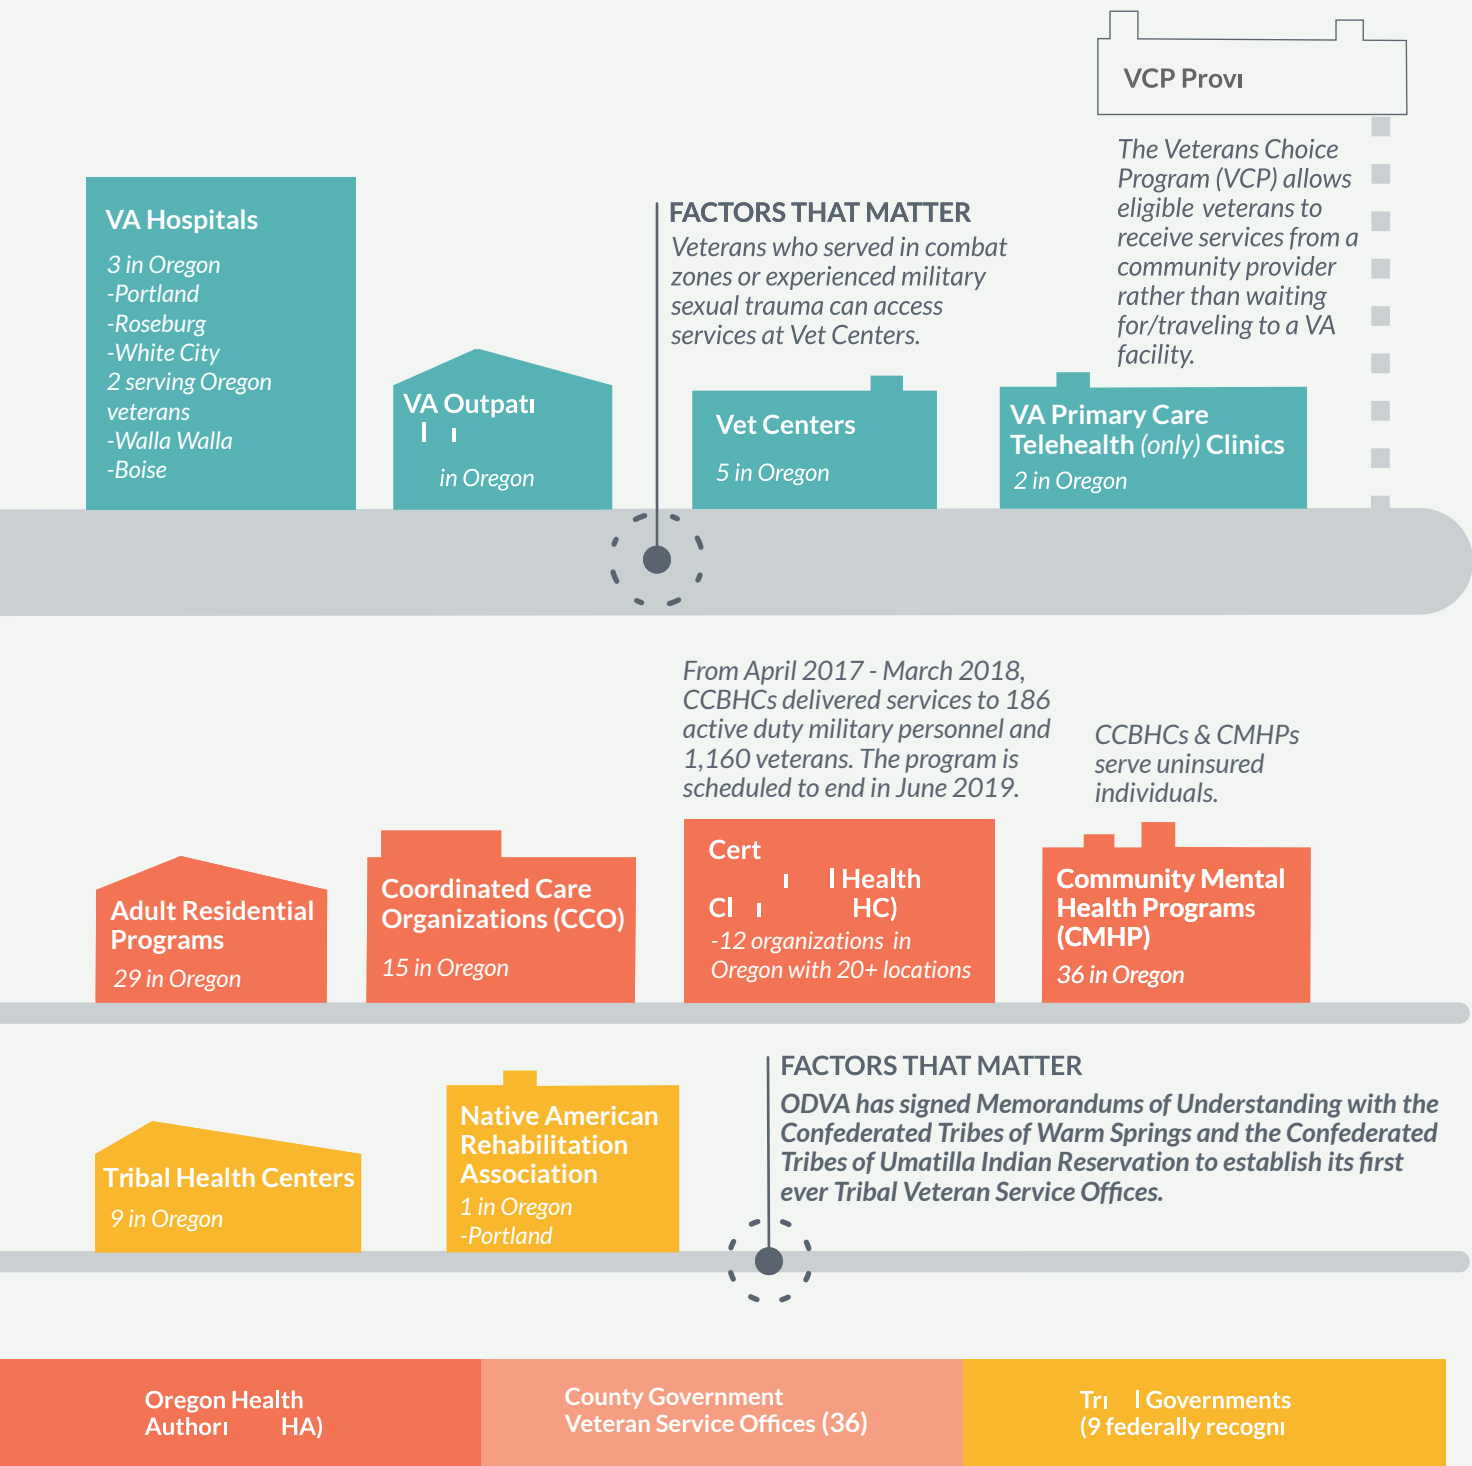 VCP
The Veterans Choice
Program (VCP) allows
eligible veterans to
receive services from a
community provider
rather than waiting
for/traveling to a VA
facility.
VA Hospitals
3 in Oregon
-Portland
-Roseburg
-White City
2 serving Oregon
veterans
-Walla Walla
-Boise
VA
in Oregon
FACTORS THAT MATTER
Veterans who served in combat
zones or experienced military
sexual trauma can access
services at Vet Centers.
Vet Centers
5 in Oregon
VA Primary Care
Telehealth (only) Clinics
2 in Oregon
From April 2017 - March 2018,
CCBHCs delivered services to 186
active duty military personnel and
1,160 veterans. The program is
scheduled to end in June 2019.
CCBHCs & CMHPs
serve uninsured
individuals.
Adult Residential
Programs
29 in Oregon
Coordinated Care
Organizations (CCO)
15 in Oregon
Health
-12 organizations in
Oregon with 20+ locations
Community Mental
Health Programs
(CMHP)
36 in Oregon
Tribal Health Centers
9 in Oregon
Native American
Rehabilitation
Association
1 in Oregon
-Portland
FACTORS THAT MATTER
ODVA has signed Memorandums of Understanding with the
Confederated Tribes of Warm Springs and the Confederated
Tribes of Umatilla Indian Reservation to establish its first
ever Tribal Veteran Service Offices.
Oregon Health
County Government
Veteran Service Offices (36)
Governments
(9 federally